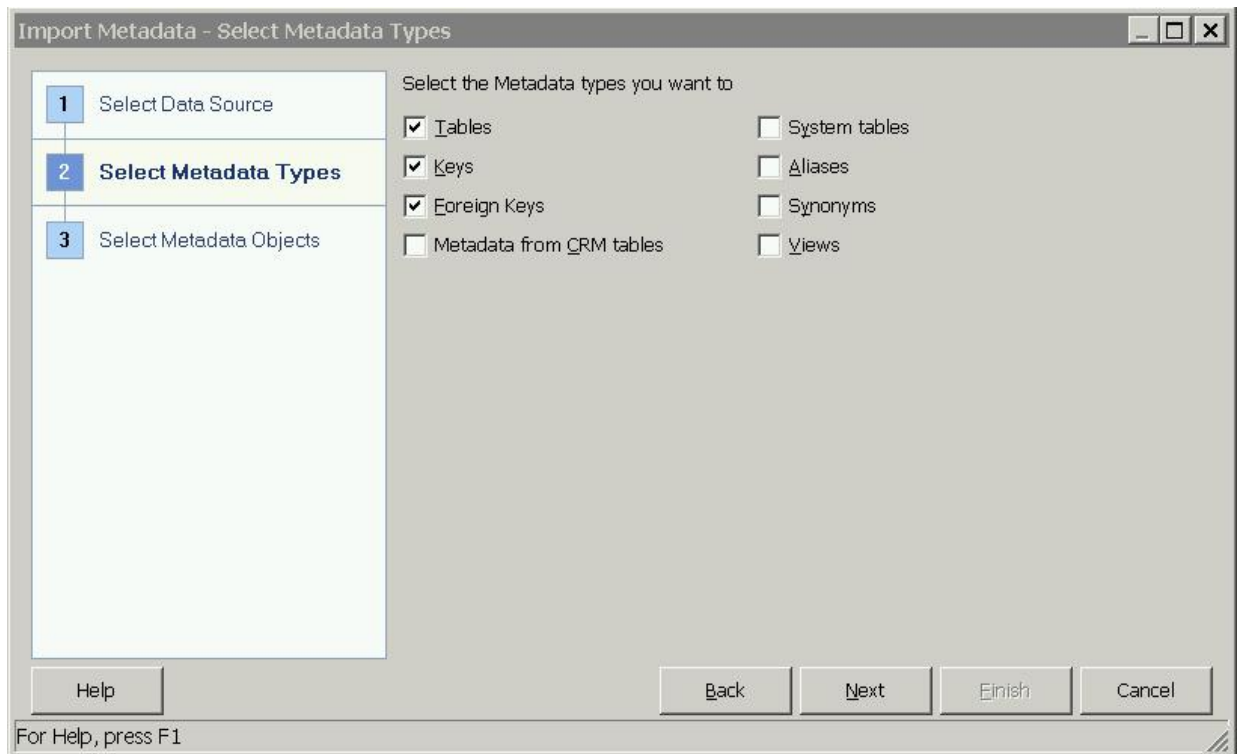 Import Metadata - Select Metadata Types
1 Select Data Source
2 Select Metadata Types
3 Select Metadata Objects
Select the Metadata types you want to
Tables
System tables
Keys
Aliases
Foreign Keys
Synonyms
Metadata from CRM tables
Views
Help
Back
Next
Finish
Cancel
For Help, press F1